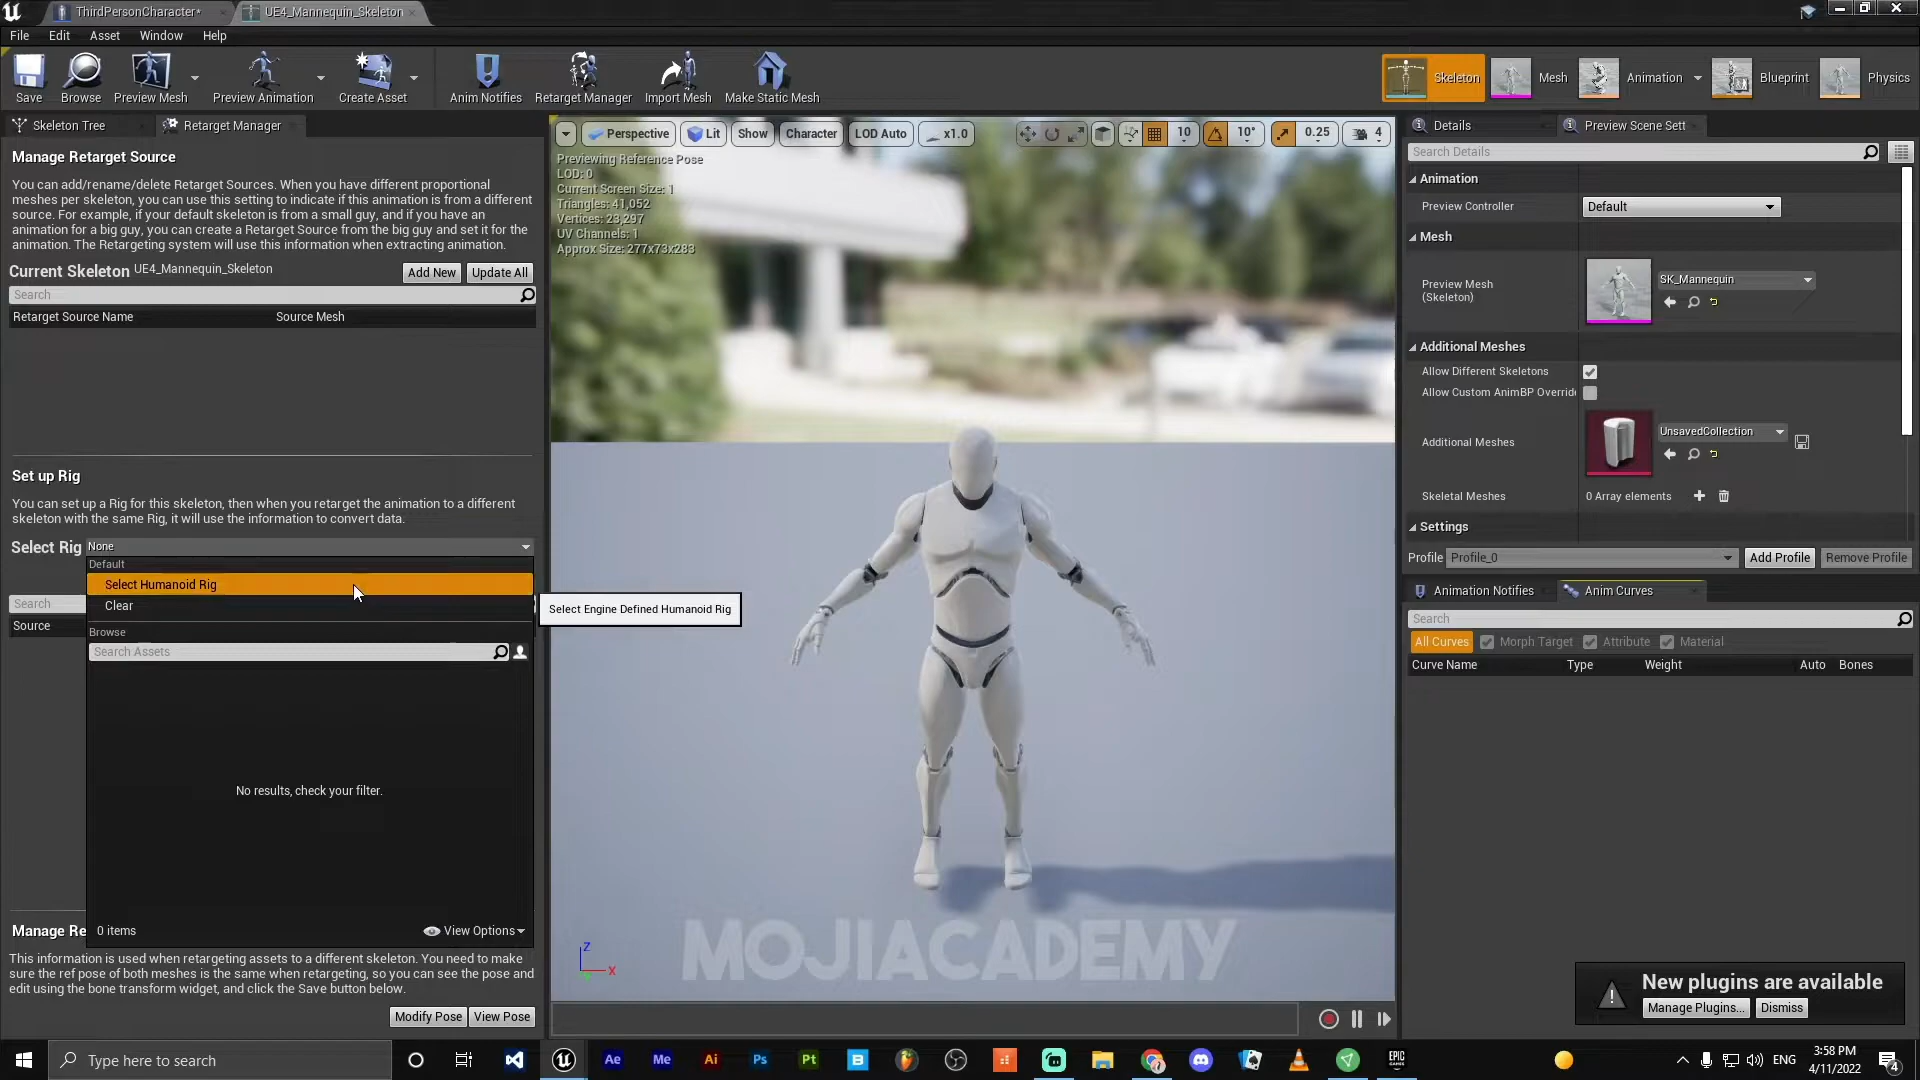 ThirdPersonCharacter*
UE4_Mannequin_Skeleton
File Edit Asset Window Help
Save
Browse
Preview Mesh
Preview Animation
Create Asset
Anim Notifies
Retarget Manager
Import Mesh
Make Static Mesh
Skeleton
Mesh
Animation
Blueprint
Physics
Skeleton Tree
Retarget Manager
Manage Retarget Source
You can add/rename/delete Retarget Sources. When you have different proportional
meshes per skeleton, you can use this setting to indicate if this animation is from a different
source. For example, if your default skeleton is from a small guy, and if you have an
animation for a big guy, you can create a Retarget Source from the big guy and set it for the
animation. The Retargeting system will use this information when extracting animation.
Current Skeleton UE4_Mannequin_Skeleton
Add New
Update All
Search
Retarget Source Name Source Mesh
Set up Rig
You can set up a Rig for this skeleton, then when you retarget the animation to a different
skeleton with the same Rig, it will use the information to convert data.
Select Rig None
Default
Select Humanoid Rig
Clear
Search
Source
Browse
Search Assets
No results, check your filter.
0 items
View Options
Manage Re
This information is used when retargeting assets to a different skeleton. You need to make
sure the ref pose of both meshes is the same when retargeting, so you can see the pose and
edit using the bone transform widget, and click the Save button below.
Modify Pose
View Pose
Select Engine Defined Humanoid Rig
Perspective
Lit
Show
Character
LOD Auto
x1.0
10
10°
0.25
4
Previewing Reference Pose
LOD: 0
Current Screen Size: 1
Triangles: 41,052
Vertices: 23,297
UV Channels: 1
Approx Size: 277x73x283
Z
X
MOJIACADEMY
Details
Preview Scene Sett
Search Details
Animation
Preview Controller Default
Mesh
Preview Mesh
(Skeleton)
SK_Mannequin
Additional Meshes
Allow Different Skeletons
Allow Custom AnimBP Overrid
Additional Meshes
UnsavedCollection
Skeletal Meshes 0 Array elements
Settings
Profile Profile_0
Add Profile
Remove Profile
Animation Notifies
Anim Curves
Search
All Curves
Morph Target
Attribute
Material
Curve Name Type Weight Auto Bones
New plugins are available
Manage Plugins...
Dismiss
Type here to search
Ae
Me
Ai
Ps
Pt
B
EPIC
GAMES
ENG
3:58 PM
4/11/2022
4